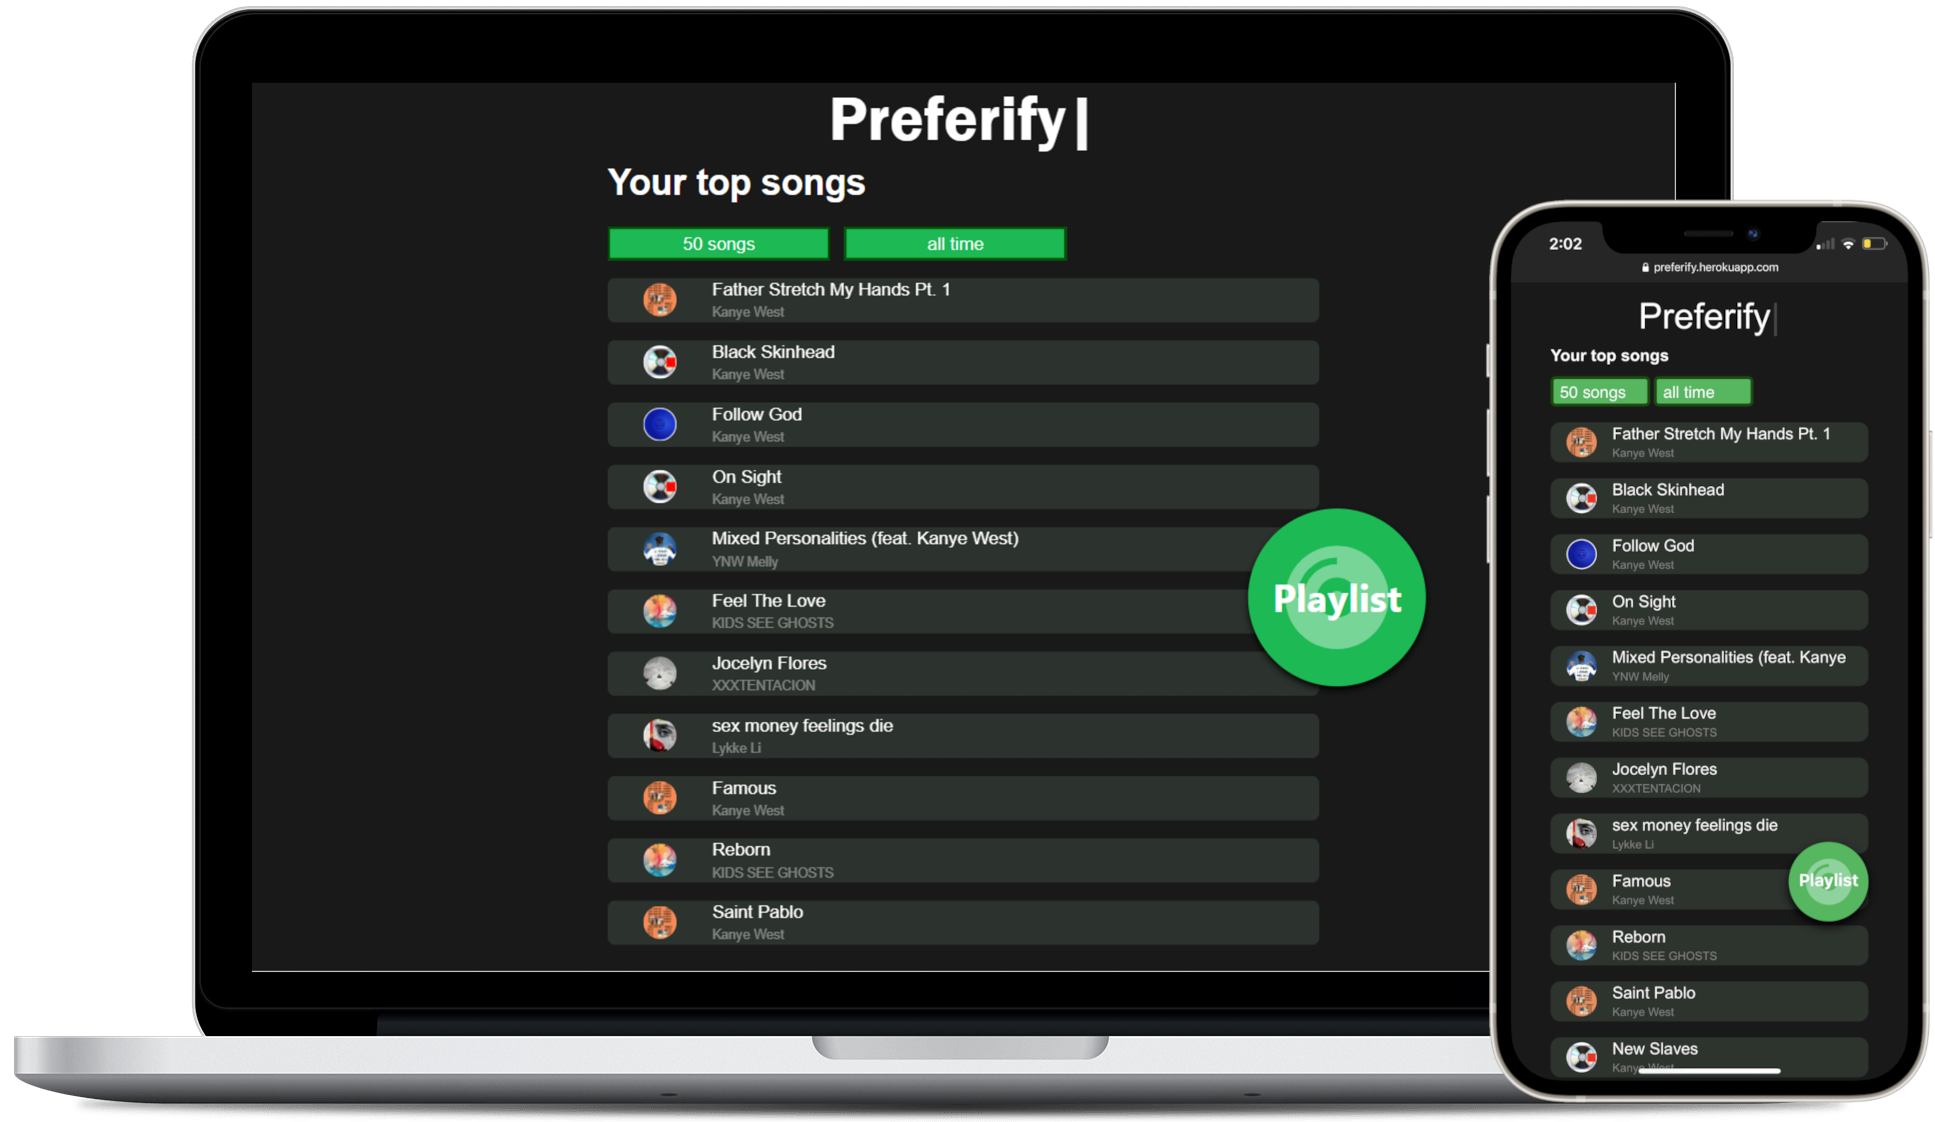 Preferify|
Your top songs
50 songs
all time
Father Stretch My Hands Pt. 1
Kanye West
Black Skinhead
Kanye West
Follow God
Kanye West
On Sight
Kanye West
Mixed Personalities (feat. Kanye West)
YNW Melly
Feel The Love
KIDS SEE GHOSTS
Jocelyn Flores
XXXTENTACION
sex money feelings die
Lykke Li
Famous
Kanye West
Reborn
KIDS SEE GHOSTS
Saint Pablo
Kanye West
Playlist
2:02
preferify.herokuapp.com
Preferify|
Your top songs
50 songs
all time
Father Stretch My Hands Pt. 1
Kanye West
Black Skinhead
Kanye West
Follow God
Kanye West
On Sight
Kanye West
Mixed Personalities (feat. Kanye
YNW Melly
Feel The Love
KIDS SEE GHOSTS
Jocelyn Flores
XXXTENTACION
sex money feelings die
Lykke Li
Famous
Kanye West
Playlist
Reborn
KIDS SEE GHOSTS
Saint Pablo
Kanye West
New Slaves
Kanye West